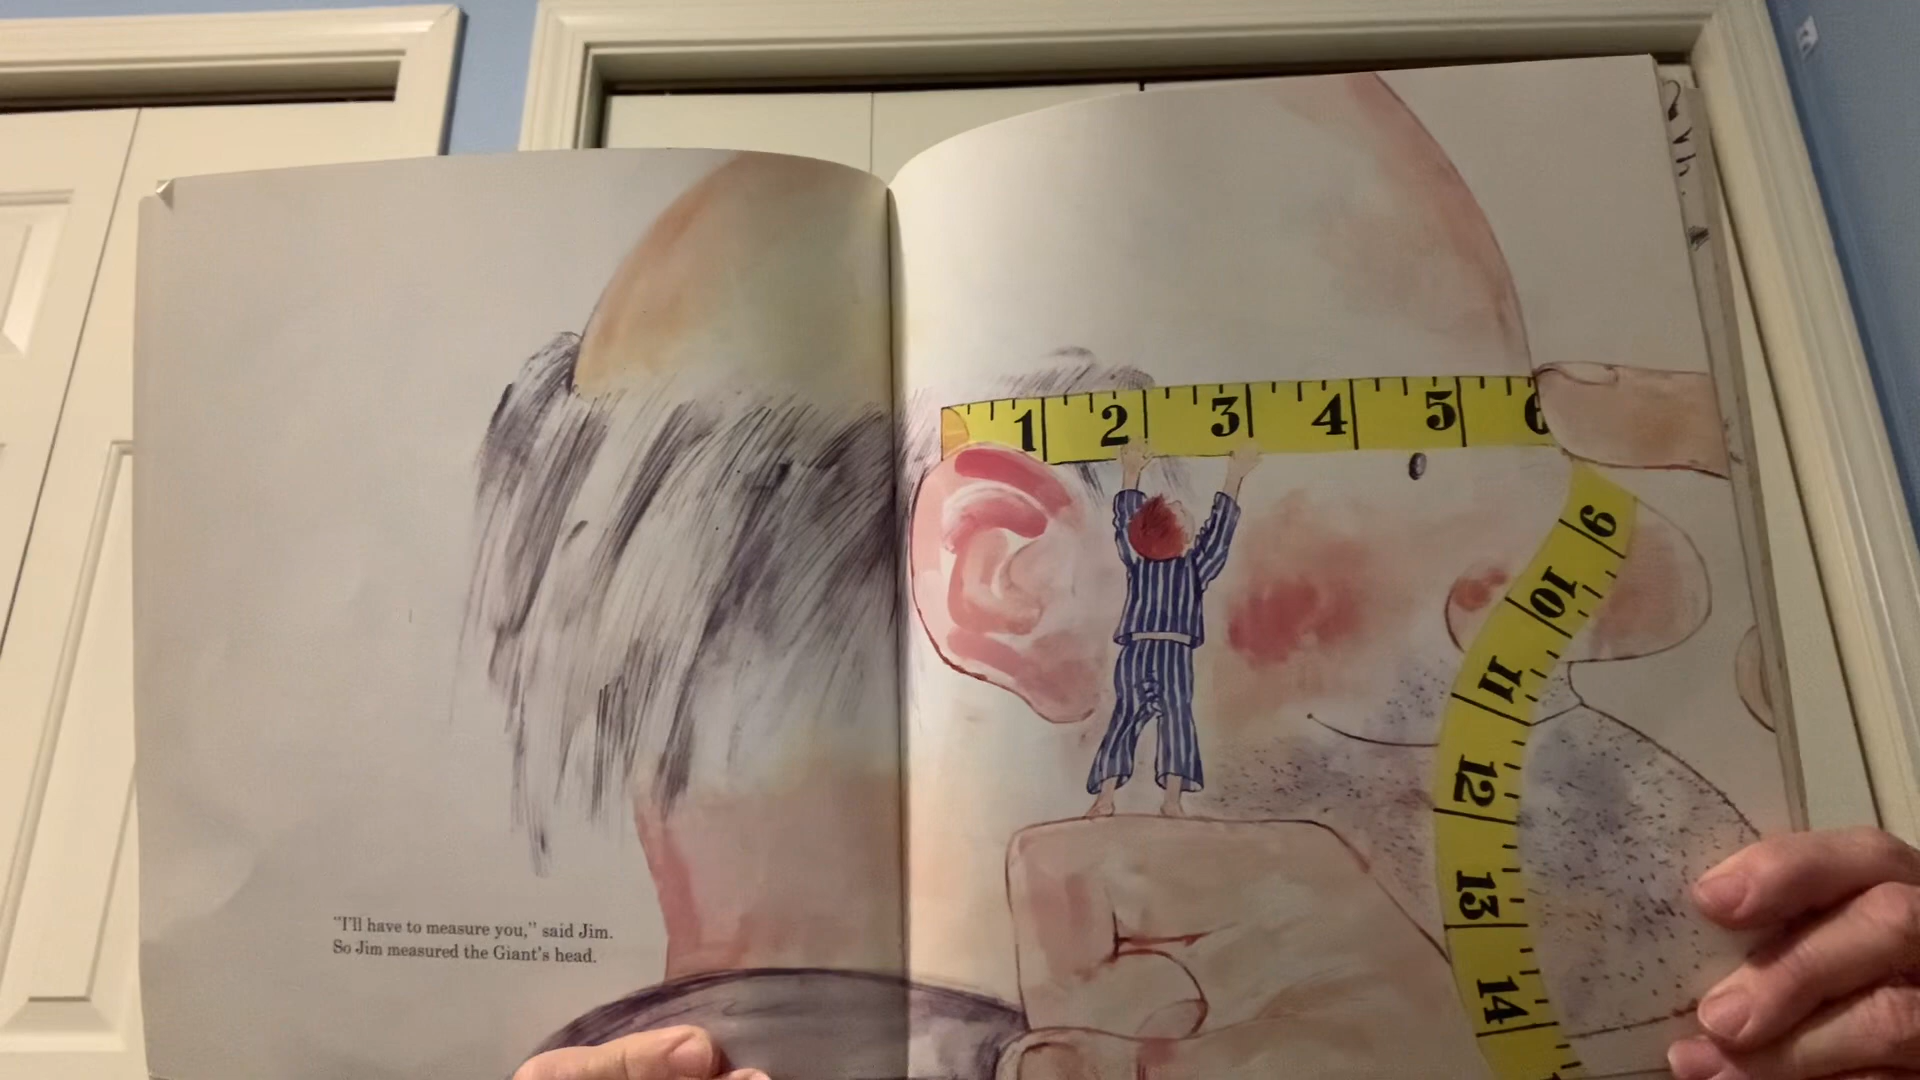 "I'll have to measure you," said Jim.
So Jim measured the Giant's head.
1 2 3 4 5 6
9
10
11
12
13
14
Wh